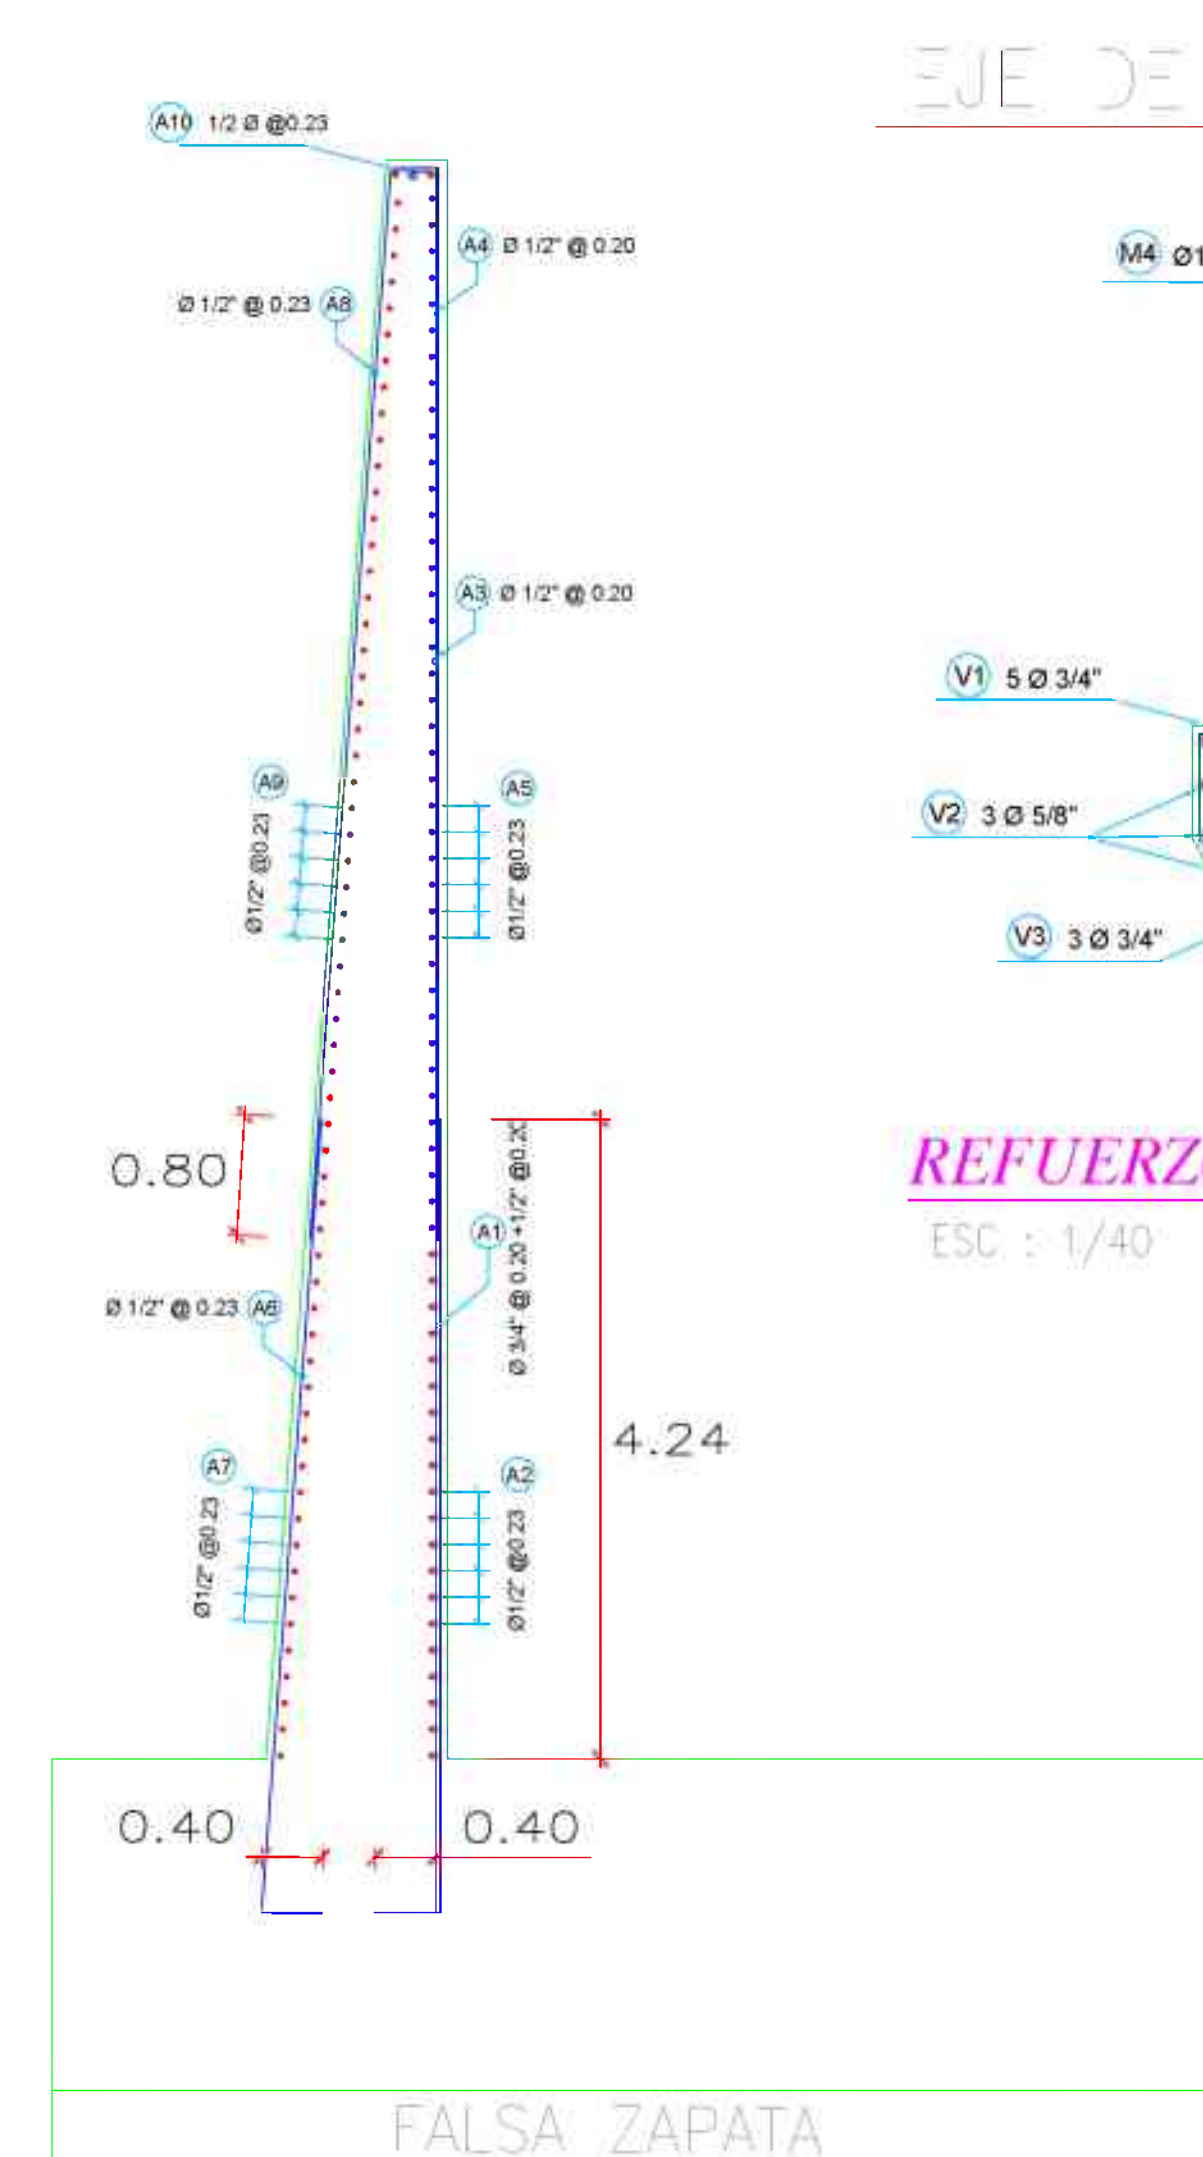 EJE DE
A10 1/2 Ø @0.23
A4 Ø 1/2" @ 0.20
M4 Ø1
Ø 1/2" @ 0.23 A8
A3 Ø 1/2" @ 0.20
V1 5 Ø 3/4"
A9
Ø1/2" @0.23
A5
Ø1/2" @0.23
V2 3 Ø 5/8"
V3 3 Ø 3/4"
0.80
A1
Ø 3/4" @ 0.20 +1/2" @0.20
REFUERZ
ESC : 1/40
Ø 1/2" @ 0.23 A6
4.24
A7
Ø1/2" @0.23
A2
Ø1/2" @0.23
0.40
0.40
FALSA ZAPATA